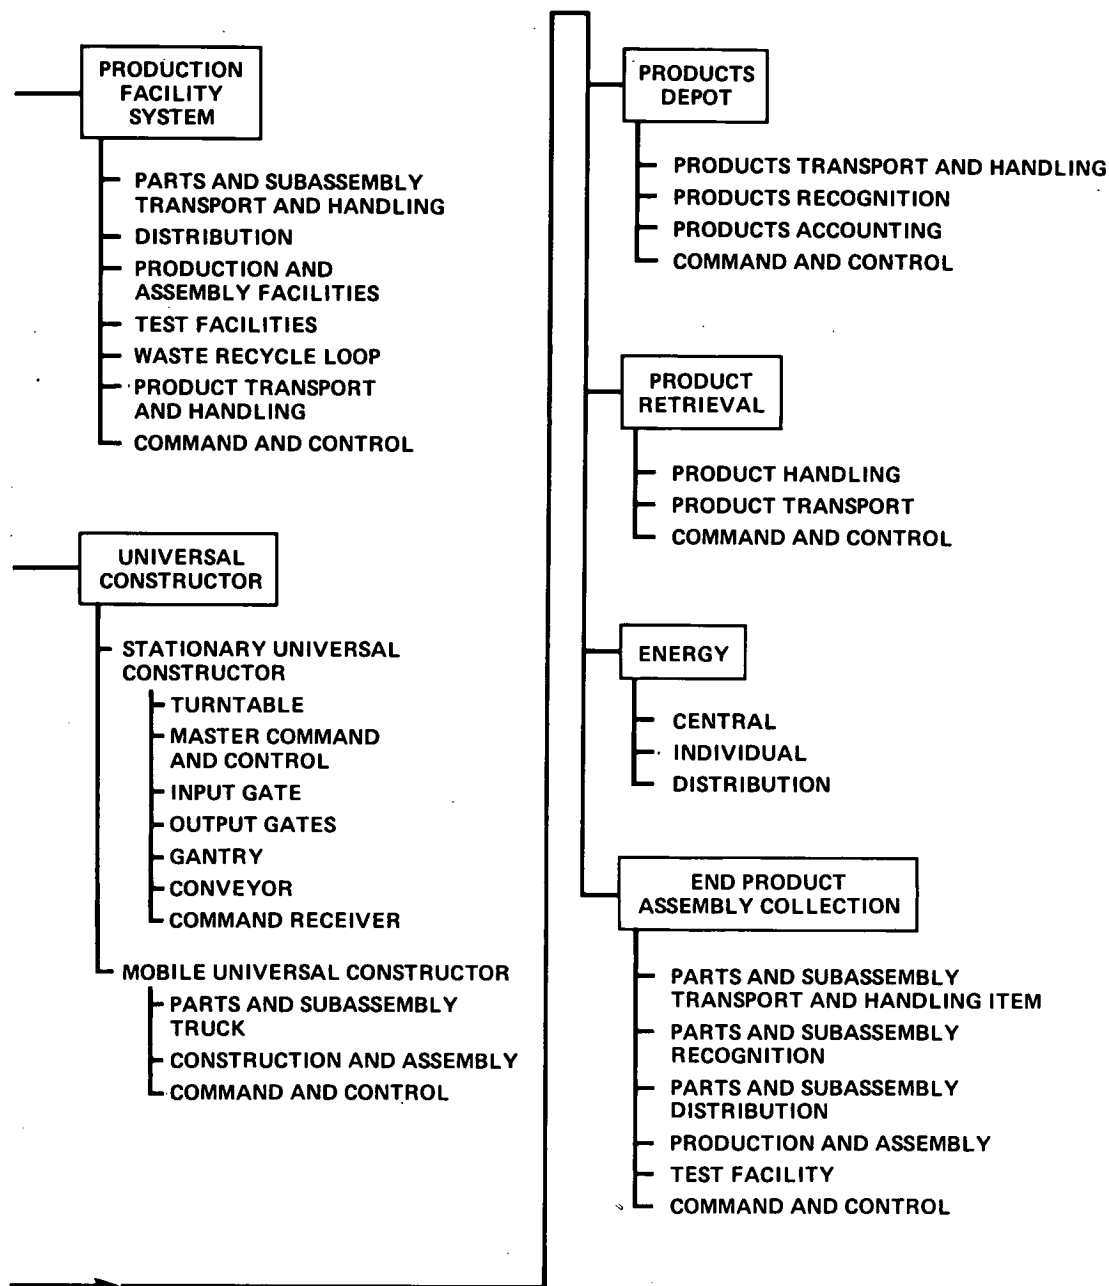 PRODUCTION
FACILITY
SYSTEM
PARTS AND SUBASSEMBLY
TRANSPORT AND HANDLING
DISTRIBUTION
PRODUCTION AND
ASSEMBLY FACILITIES
TEST FACILITIES
WASTE RECYCLE LOOP
PRODUCT TRANSPORT
AND HANDLING
COMMAND AND CONTROL
UNIVERSAL
CONSTRUCTOR
STATIONARY UNIVERSAL
CONSTRUCTOR
TURNTABLE
MASTER COMMAND
AND CONTROL
INPUT GATE
OUTPUT GATES
GANTRY
CONVEYOR
COMMAND RECEIVER
MOBILE UNIVERSAL CONSTRUCTOR
PARTS AND SUBASSEMBLY
TRUCK
CONSTRUCTION AND ASSEMBLY
COMMAND AND CONTROL
PRODUCTS
DEPOT
PRODUCTS TRANSPORT AND HANDLING
PRODUCTS RECOGNITION
PRODUCTS ACCOUNTING
COMMAND AND CONTROL
PRODUCT
RETRIEVAL
PRODUCT HANDLING
PRODUCT TRANSPORT
COMMAND AND CONTROL
ENERGY
CENTRAL
INDIVIDUAL
DISTRIBUTION
END PRODUCT
ASSEMBLY COLLECTION
PARTS AND SUBASSEMBLY
TRANSPORT AND HANDLING ITEM
PARTS AND SUBASSEMBLY
RECOGNITION
PARTS AND SUBASSEMBLY
DISTRIBUTION
PRODUCTION AND ASSEMBLY
TEST FACILITY
COMMAND AND CONTROL